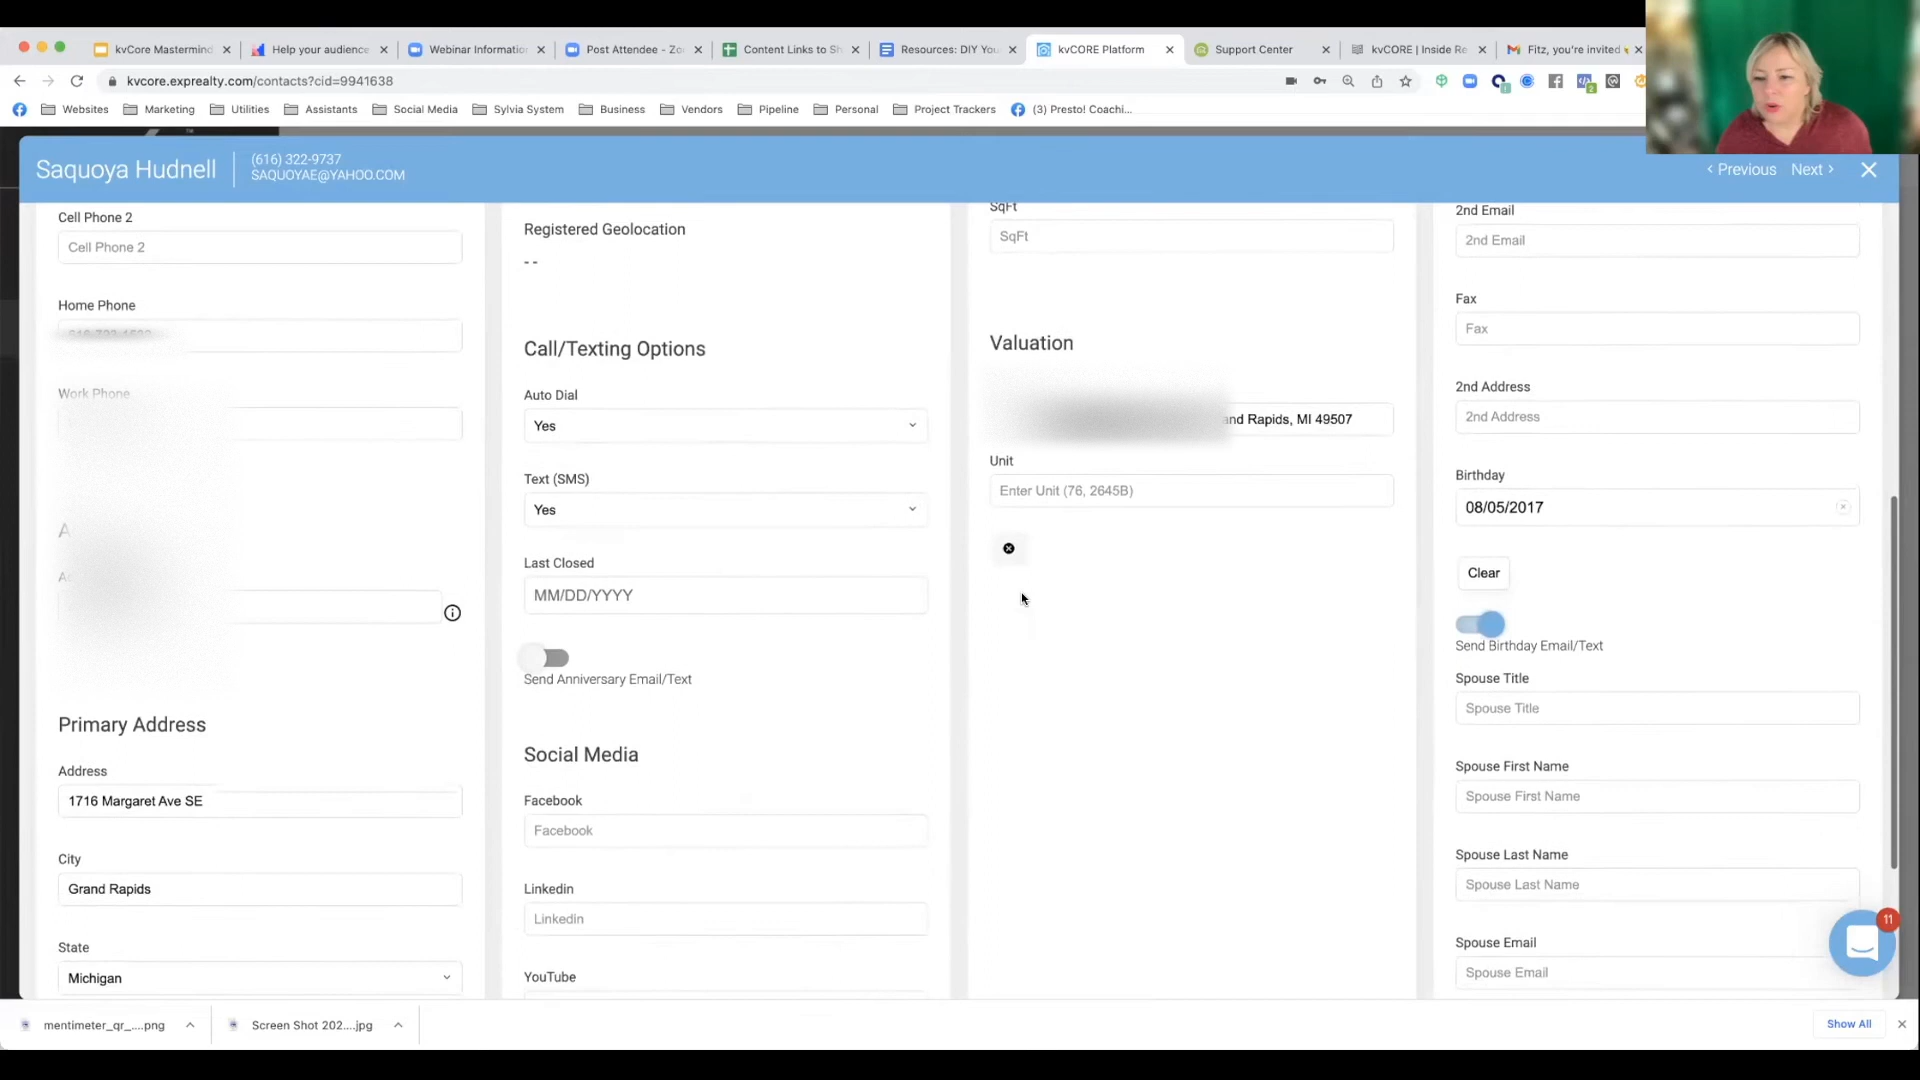 kvCore Mastermind
Help your audience
Webinar Information
Post Attendee - Zo
Content Links to Sh
Resources: DIY You
kvCORE Platform
Support Center
kvCORE | Inside Re
Fitz, you're invited
kvcore.exprealty.com/contacts?cid=9941638
Websites
Marketing
Utilities
Assistants
Social Media
Sylvia System
Business
Vendors
Pipeline
Personal
Project Trackers
(3) Presto! Coachi...
Saquoya Hudnell
(616) 322-9737
SAQUOYAE@YAHOO.COM
Previous
Next
Cell Phone 2
Cell Phone 2
Home Phone
Work Phone
Primary Address
Address
1716 Margaret Ave SE
City
Grand Rapids
State
Michigan
Registered Geolocation
--
Call/Texting Options
Auto Dial
Yes
Text (SMS)
Yes
Last Closed
MM/DD/YYYY
Send Anniversary Email/Text
Social Media
Facebook
Facebook
Linkedin
Linkedin
YouTube
SqFt
SqFt
Valuation
and Rapids, MI 49507
Unit
Enter Unit (76, 2645B)
2nd Email
2nd Email
Fax
Fax
2nd Address
2nd Address
Birthday
08/05/2017
Clear
Send Birthday Email/Text
Spouse Title
Spouse Title
Spouse First Name
Spouse First Name
Spouse Last Name
Spouse Last Name
Spouse Email
Spouse Email
11
mentimeter_qr_....png
Screen Shot 202....jpg
Show All